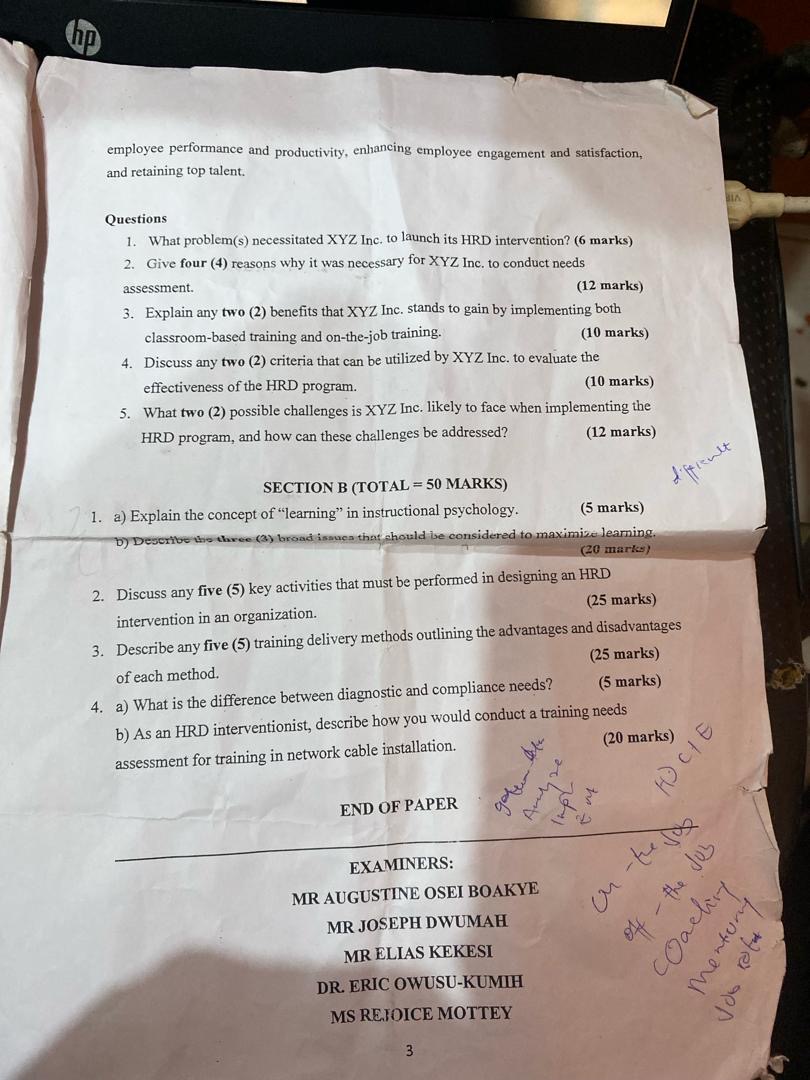 hp
employee performance and productivity, enhancing employee engagement and satisfaction,
and retaining top talent.
Questions
1. What problem(s) necessitated XYZ Inc. to launch its HRD intervention? (6 marks)
2. Give four (4) reasons why it was necessary for XYZ Inc. to conduct needs
assessment. (12 marks)
3. Explain any two (2) benefits that XYZ Inc. stands to gain by implementing both
classroom-based training and on-the-job training. (10 marks)
4. Discuss any two (2) criteria that can be utilized by XYZ Inc. to evaluate the
effectiveness of the HRD program. (10 marks)
5. What two (2) possible challenges is XYZ Inc. likely to face when implementing the
HRD program, and how can these challenges be addressed? (12 marks)
difficult
SECTION B (TOTAL = 50 MARKS)
1. a) Explain the concept of “learning” in instructional psychology. (5 marks)
b) Describe the three (3) broad issues that should be considered to maximize learning.
(20 marks)
2. Discuss any five (5) key activities that must be performed in designing an HRD
intervention in an organization. (25 marks)
3. Describe any five (5) training delivery methods outlining the advantages and disadvantages
of each method. (25 marks)
4. a) What is the difference between diagnostic and compliance needs? (5 marks)
b) As an HRD interventionist, describe how you would conduct a training needs
assessment for training in network cable installation. (20 marks)
Analyze
END OF PAPER
On - the Job
off - the Job
Coaching
Mentoring
Job
EXAMINERS:
MR AUGUSTINE OSEI BOAKYE
MR JOSEPH DWUMAH
MR ELIAS KEKESI
DR. ERIC OWUSU-KUMIH
MS REJOICE MOTTEY
3